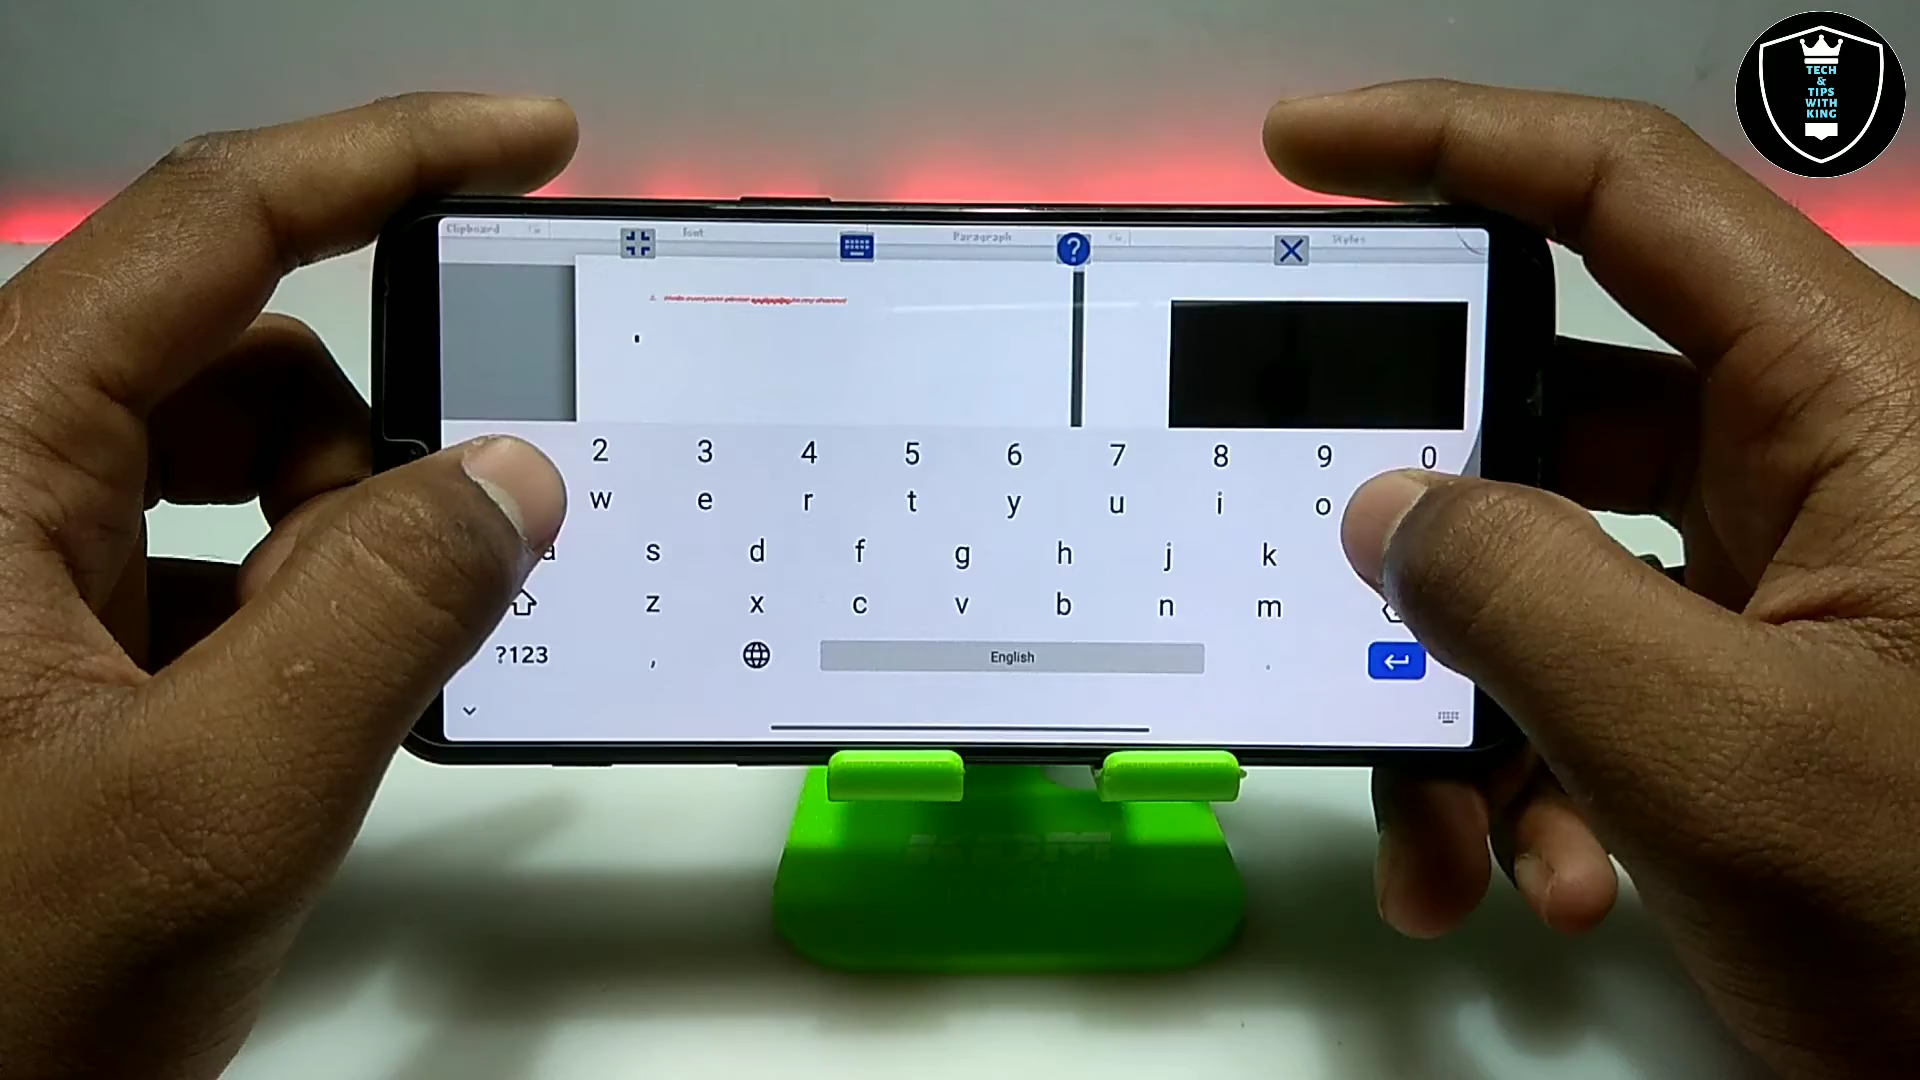 TECH
&
TIPS
WITH
KING
Clipboard
font
Paragraph
Styles
?
2 3 4 5 6 7 8 9 0
w e r t y u i o
a s d f g h j k
z x c v b n m
?123 , English .